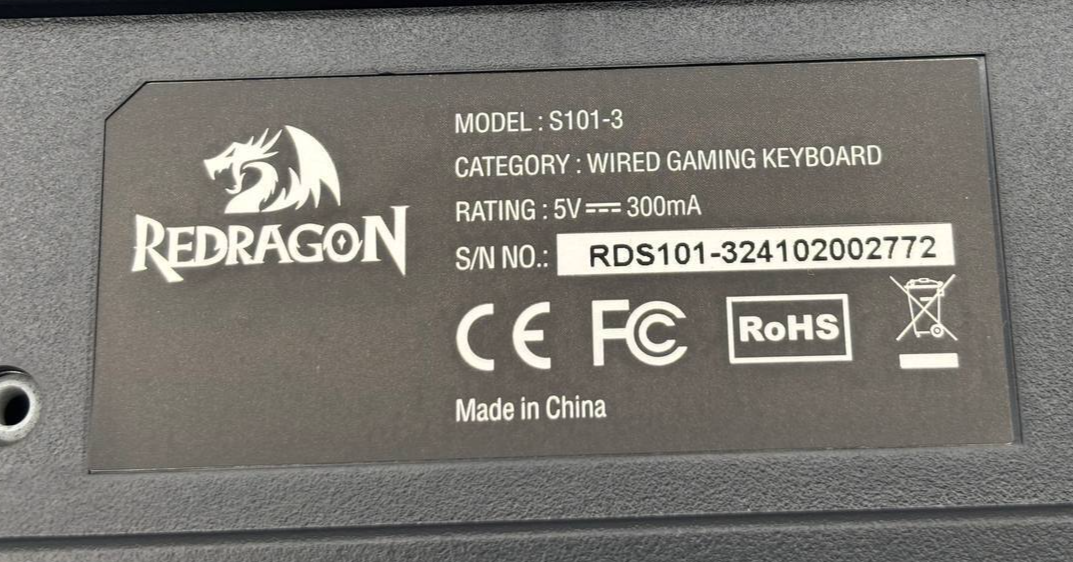 REDRAGON
MODEL : S101-3
CATEGORY : WIRED GAMING KEYBOARD
RATING : 5V⎓300mA
S/N NO.: RDS101-324102002772
CE FC RoHS
Made in China